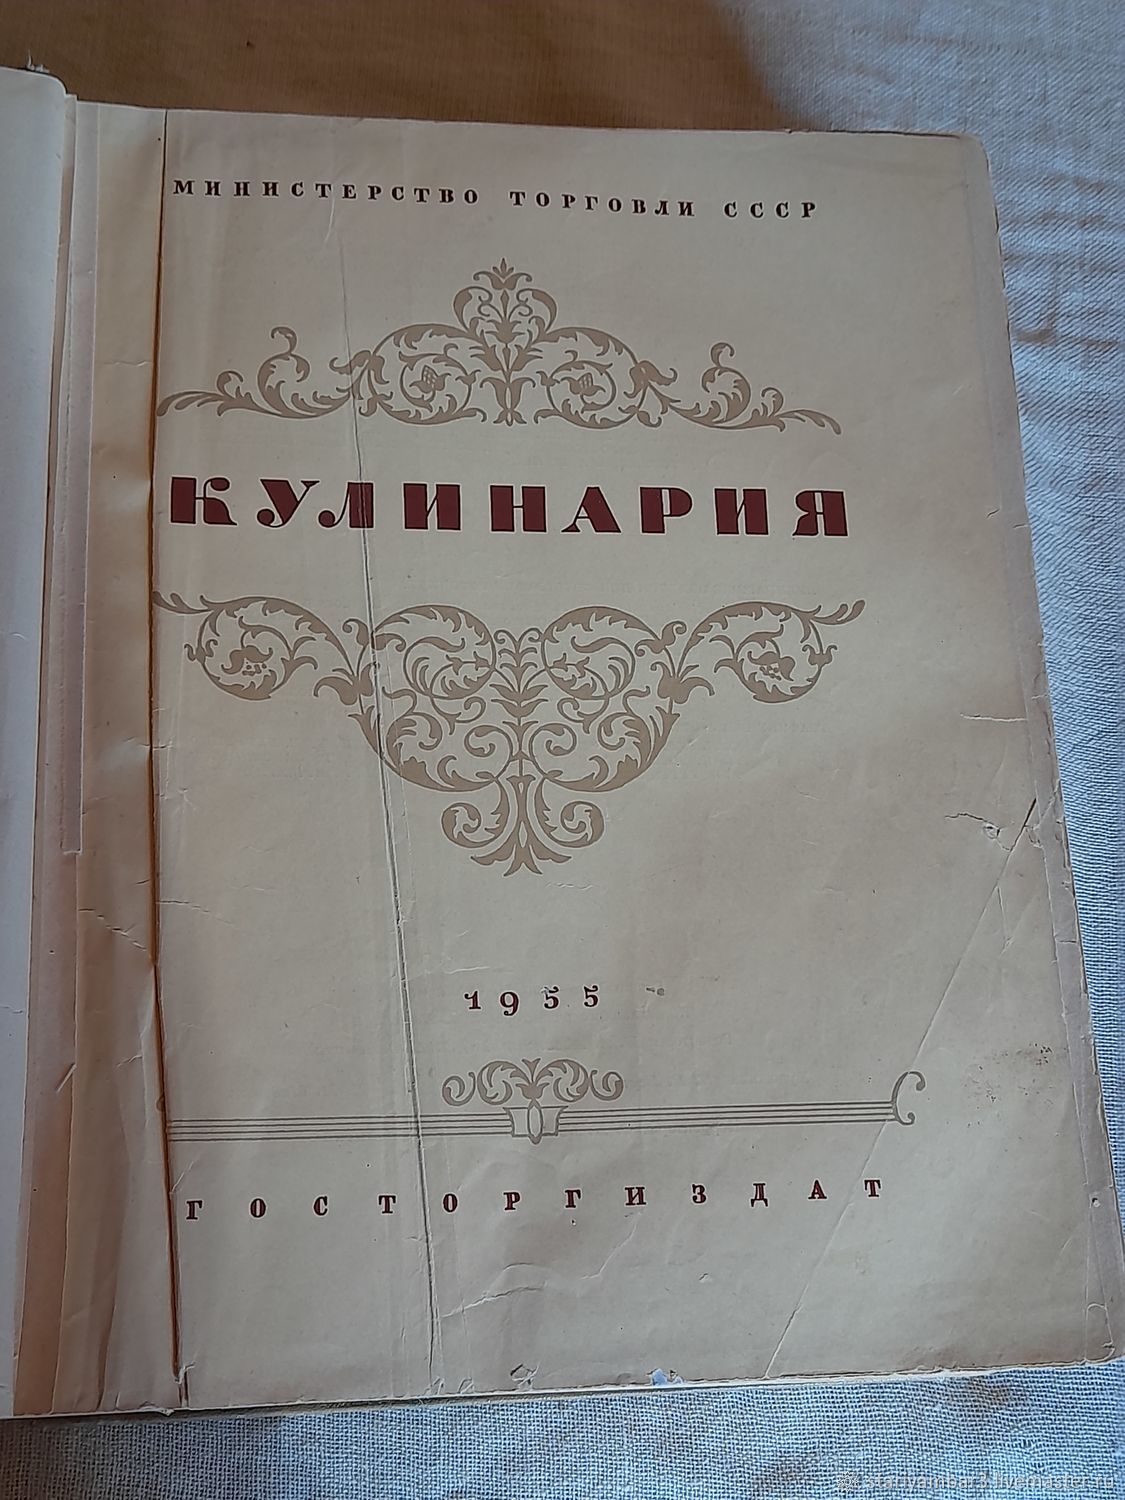 МИНИСТЕРСТВО ТОРГОВЛИ СССР
КУЛИНАРИЯ
1955
ГОСТОРГИЗДАТ